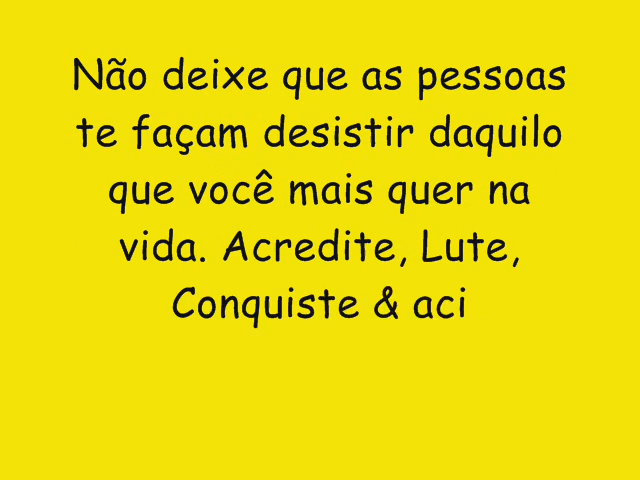 Não deixe que as pessoas
te façam desistir daquilo
que você mais quer na
vida. Acredite, Lute,
Conquiste & aci